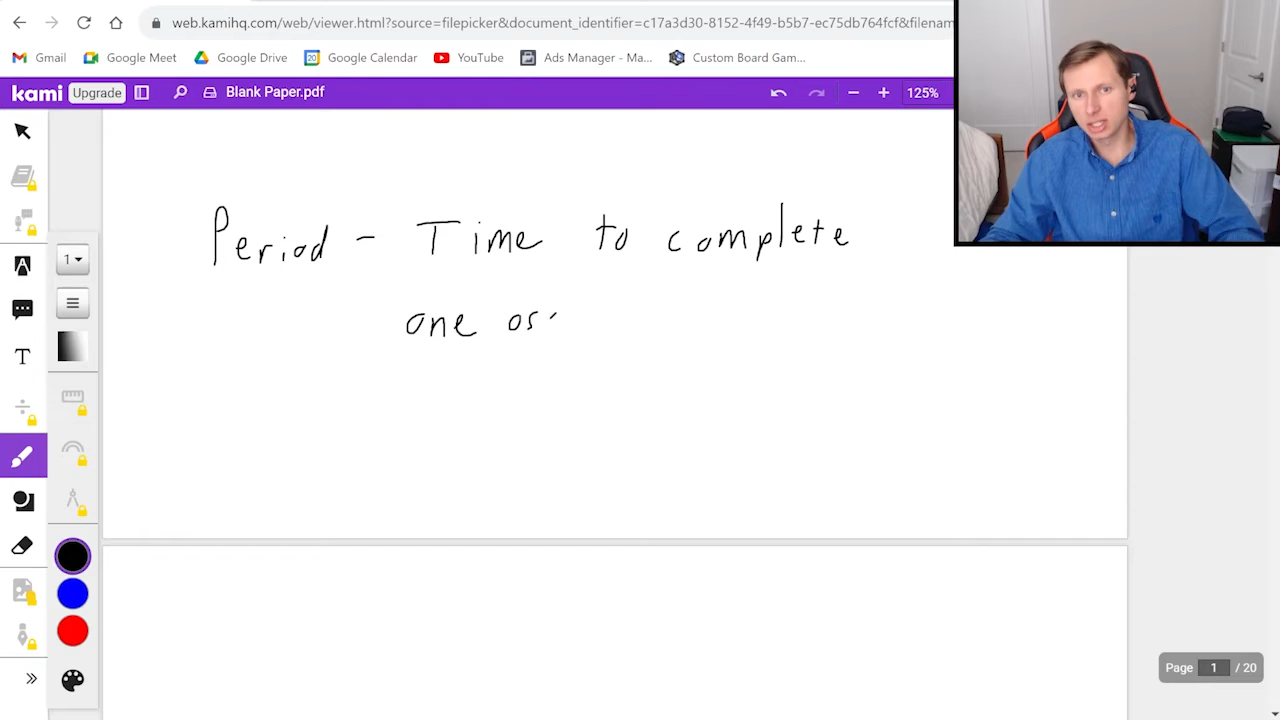 web.kamihq.com/web/viewer.html?source=filepicker&document_identifier=c17a3d30-8152-4f49-b5b7-ec75db764fcf&filenam
Gmail Google Meet Google Drive Google Calendar YouTube Ads Manager - Ma... Custom Board Gam...
kami Upgrade Blank Paper.pdf 125%
Period - Time to complete
1
one os
T
Page 1 / 20